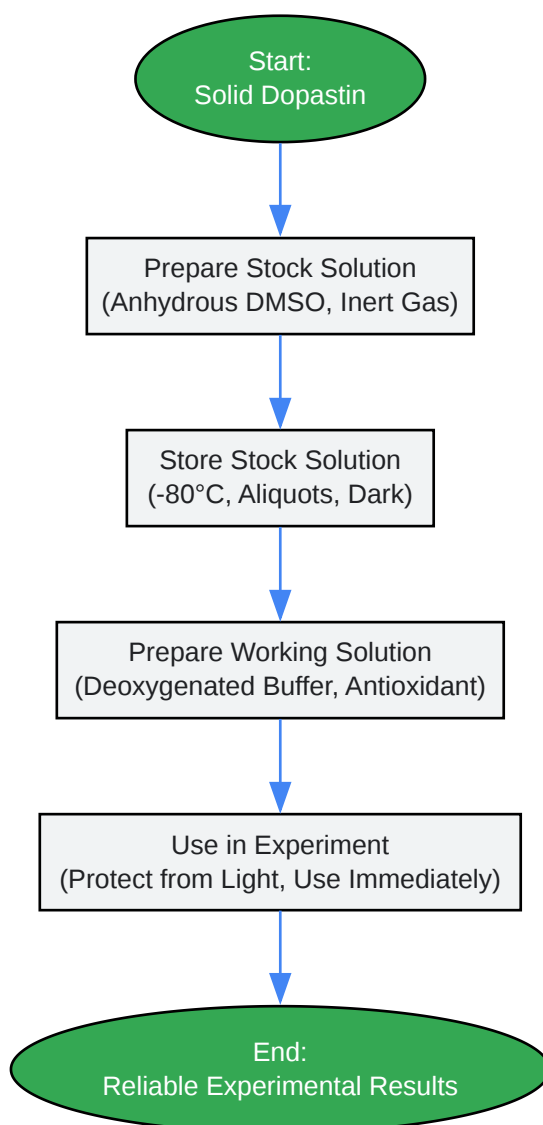 Start:
Solid Dopastin
Prepare Stock Solution
(Anhydrous DMSO, Inert Gas)
Store Stock Solution
(-80°C, Aliquots, Dark)
Prepare Working Solution
(Deoxygenated Buffer, Antioxidant)
Use in Experiment
(Protect from Light, Use Immediately)
End:
Reliable Experimental Results